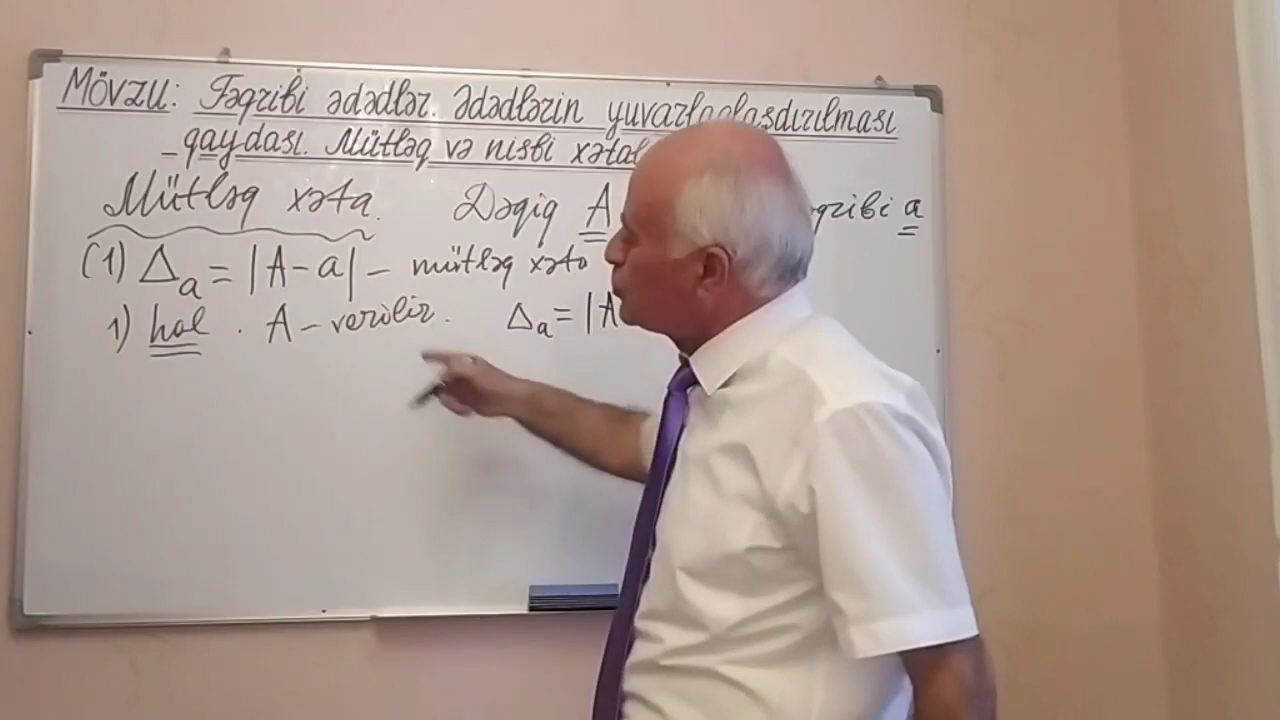 MÖVZU: Təqribi ədədlər. Ədədlərin yuvarlaqlaşdırılması
qaydası. Mütləq və nisbi
Mütləq xəta. Dəqiq A a
(1) Δa = |A - a| - mütləq xəta
1) hal. A - verilir. Δa = |A